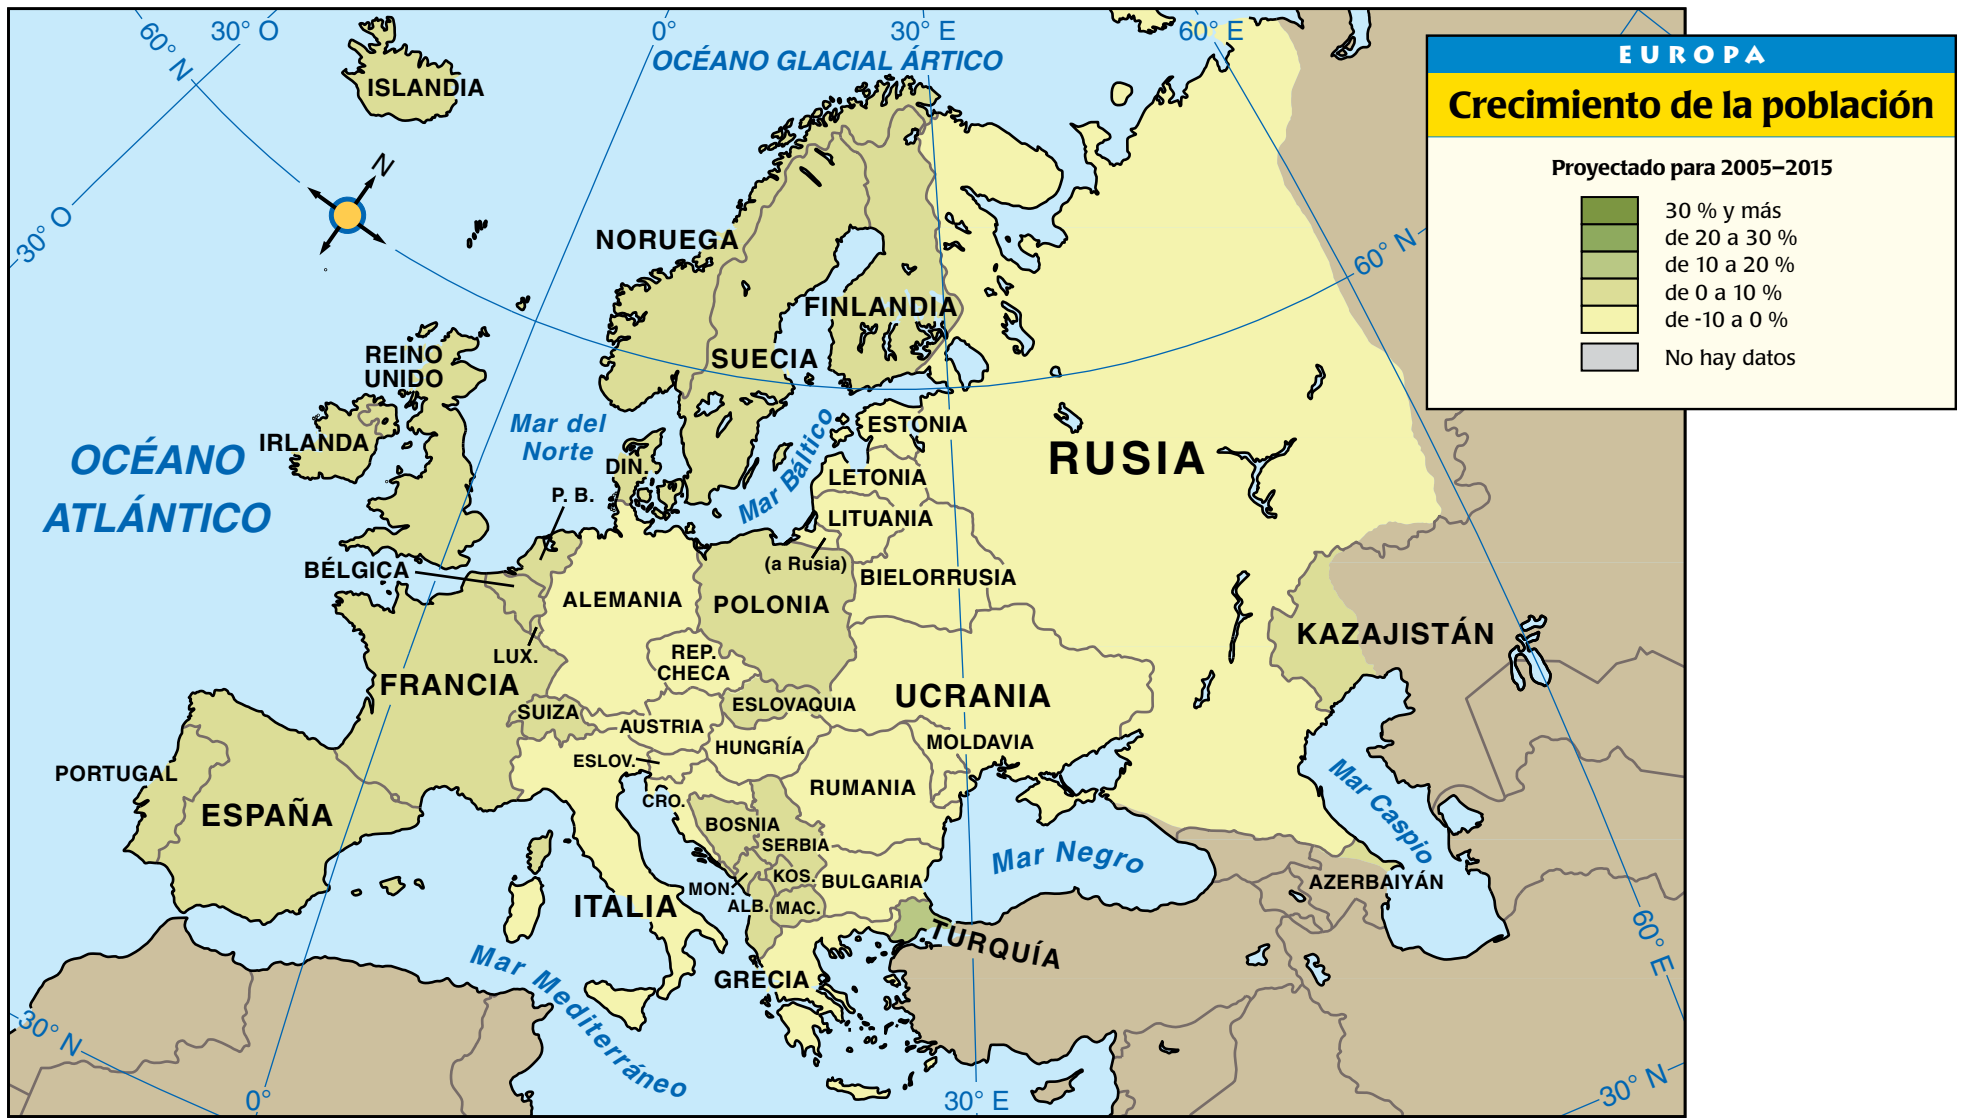 EUROPA
Crecimiento de la población
Proyectado para 2005–2015
30 % y más
de 20 a 30 %
de 10 a 20 %
de 0 a 10 %
de -10 a 0 %
No hay datos
60° N
30° O
0°
30° E
60° E
OCÉANO GLACIAL ÁRTICO
ISLANDIA
N
30° O
60° N
NORUEGA
FINLANDIA
SUECIA
REINO
UNIDO
IRLANDA
Mar del
Norte
DIN.
P. B.
Mar Báltico
ESTONIA
LETONIA
LITUANIA
(a Rusia)
RUSIA
OCÉANO
ATLÁNTICO
BÉLGICA
ALEMANIA
POLONIA
BIELORRUSIA
LUX.
REP.
CHECA
KAZAJISTÁN
FRANCIA
SUIZA
AUSTRIA
ESLOVAQUIA
UCRANIA
HUNGRÍA
MOLDAVIA
ESLOV.
PORTUGAL
ESPAÑA
CRO.
RUMANIA
BOSNIA
SERBIA
Mar Caspio
Mar Negro
MON.
KOS.
BULGARIA
AZERBAIYÁN
ITALIA
ALB.
MAC.
TURQUÍA
GRECIA
Mar Mediterráneo
60° E
30° N
0°
30° E
30° N